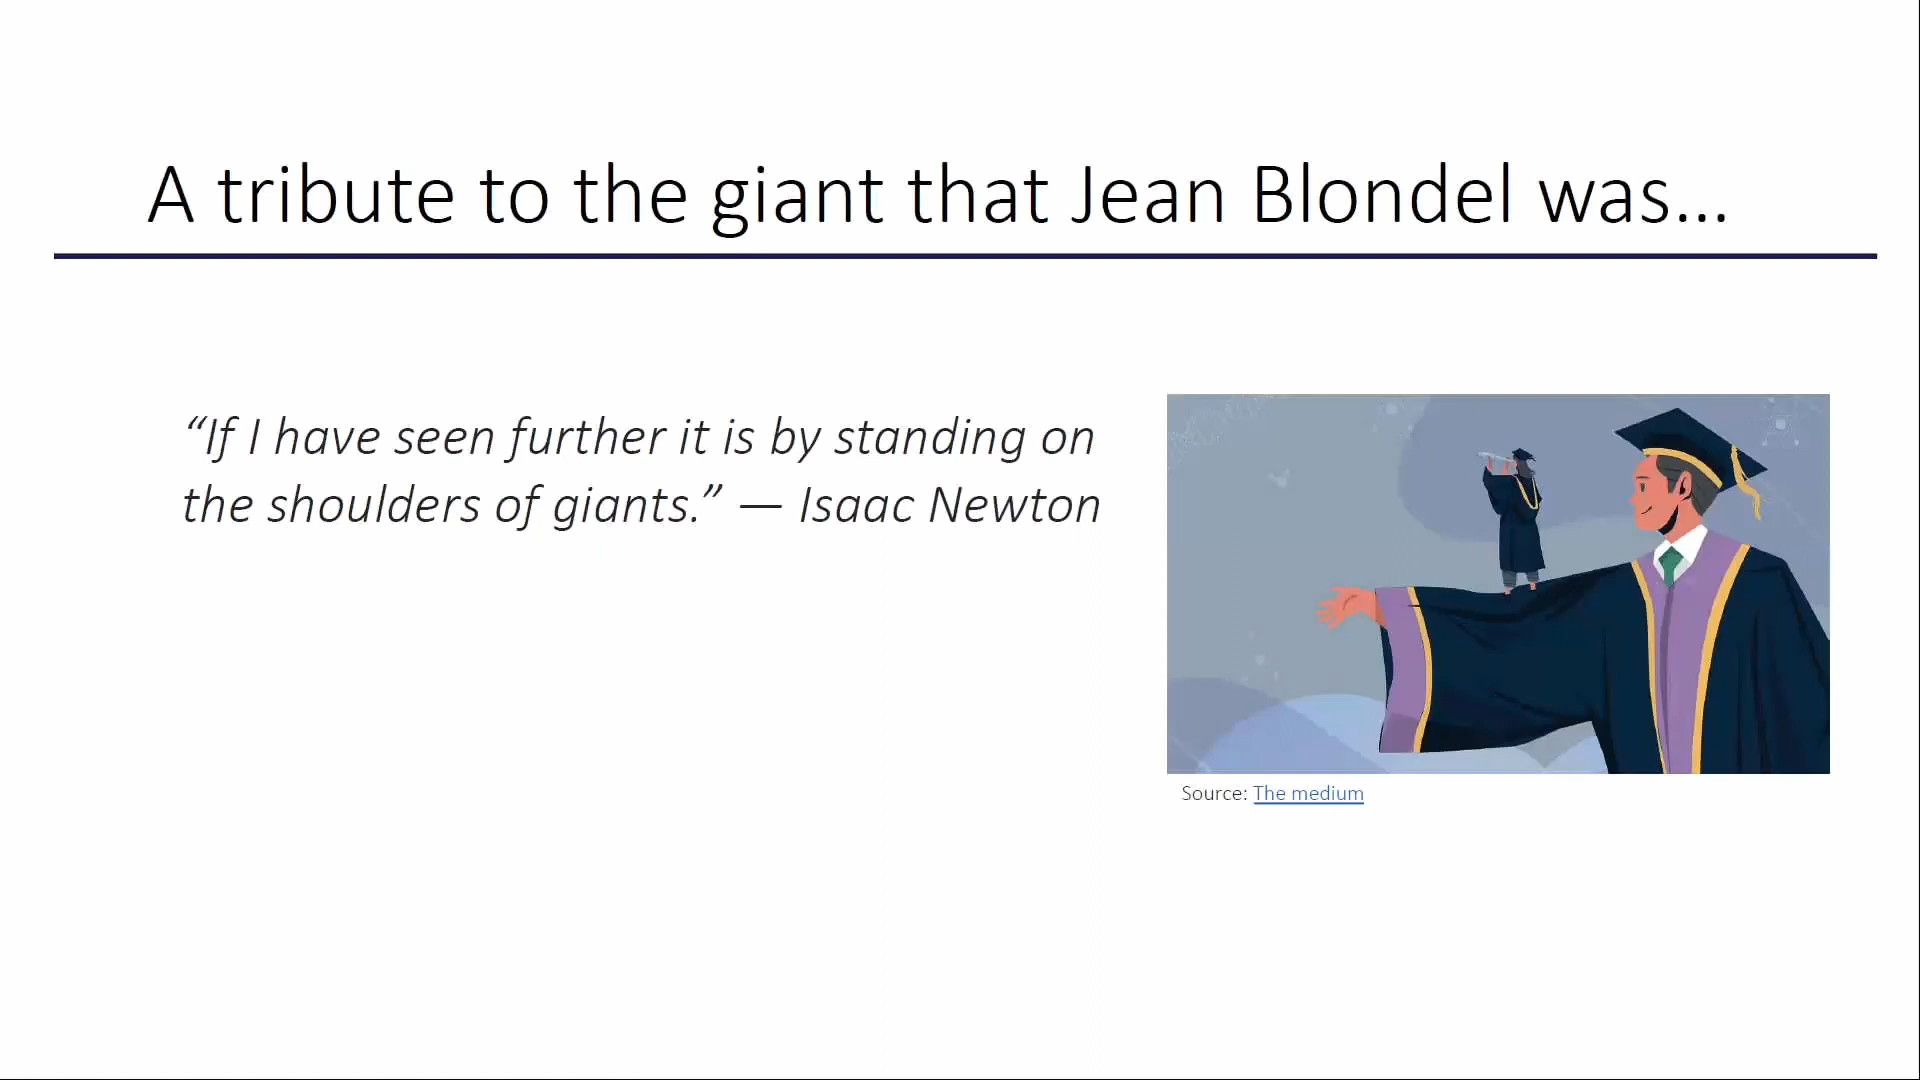 A tribute to the giant that Jean Blondel was...
“If I have seen further it is by standing on
the shoulders of giants.” — Isaac Newton
Source: The medium